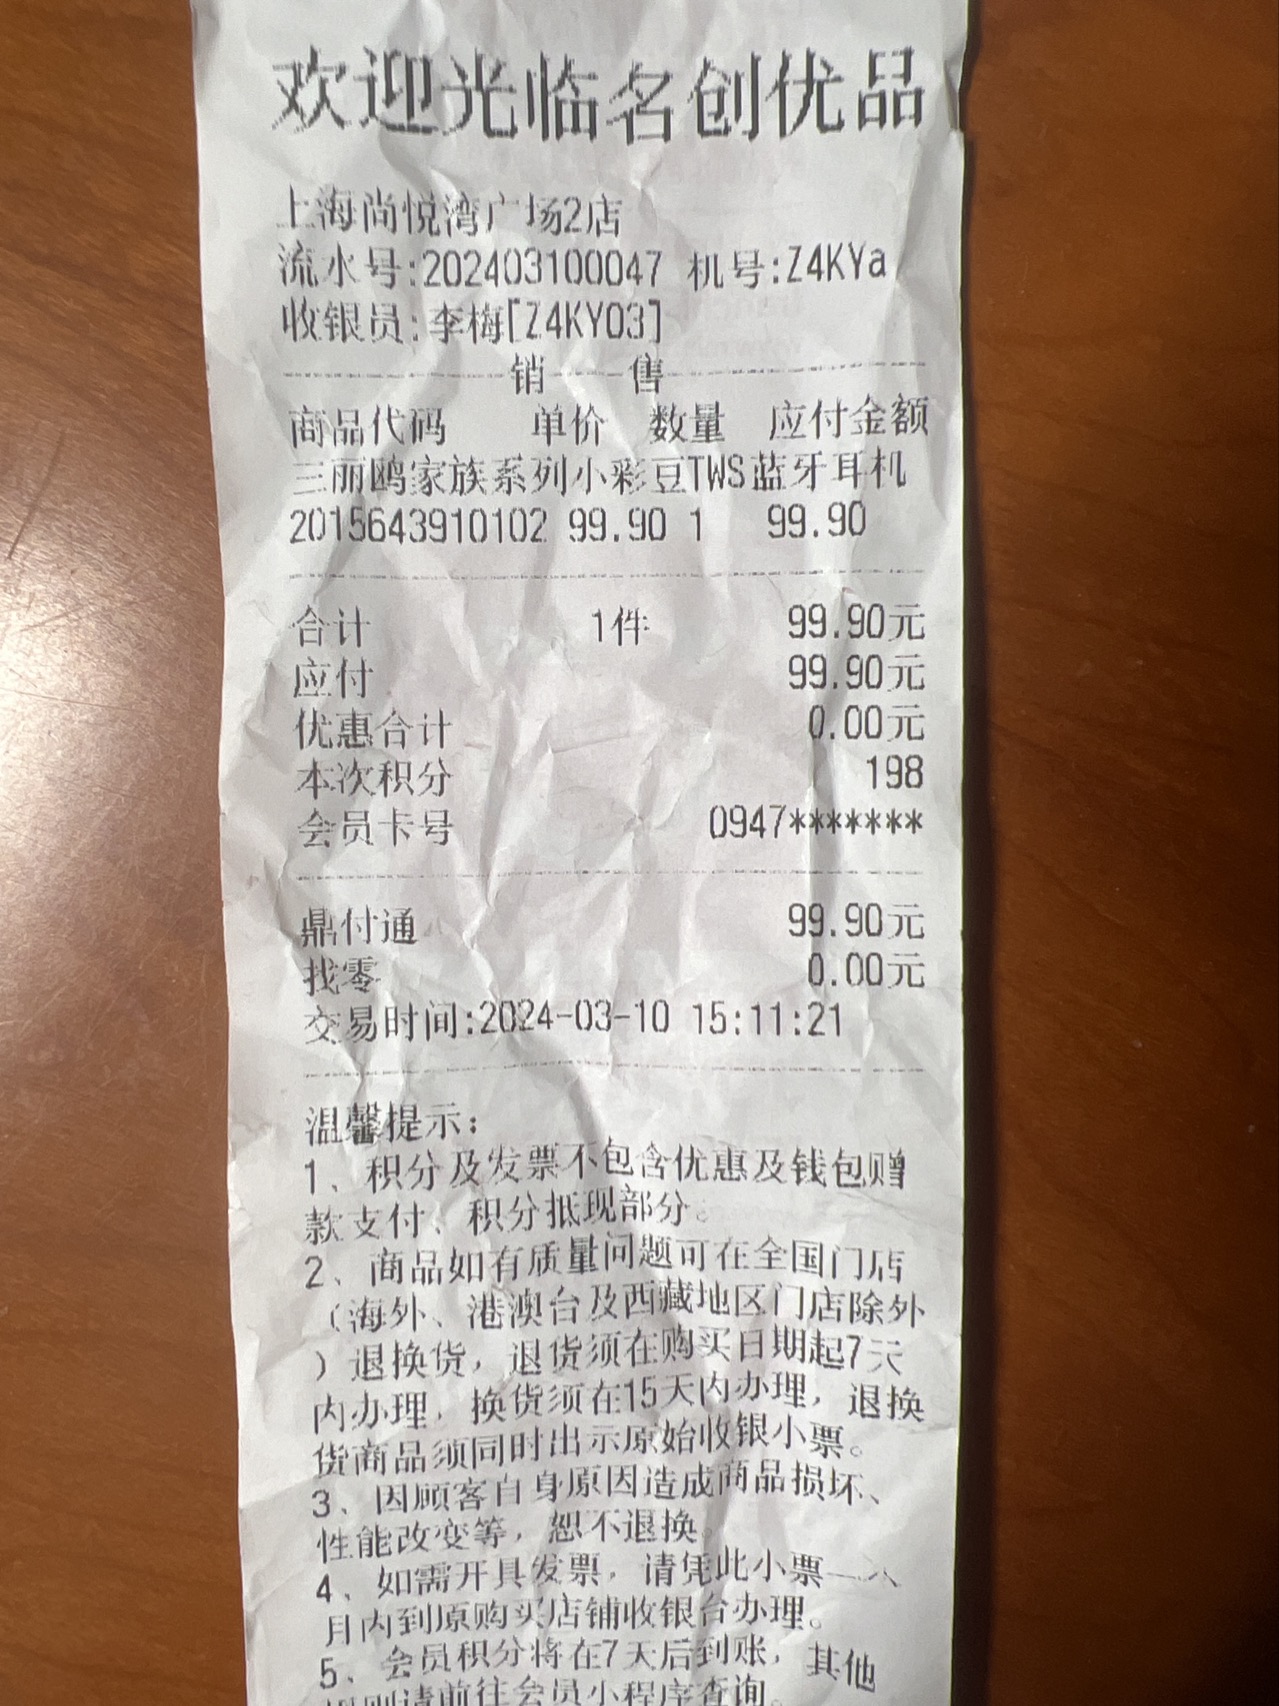 欢迎光临名创优品
上海尚悦湾广场2店
流水号:202403100047 机号:Z4KYa
收银员:李梅[Z4KY03]
销 售
商品代码 单价 数量 应付金额
三丽鸥家族系列小彩豆TWS蓝牙耳机
2015643910102 99.90 1 99.90
合计 1件 99.90元
应付 99.90元
优惠合计 0.00元
本次积分 198
会员卡号 0947*******
鼎付通 99.90元
找零 0.00元
交易时间:2024-03-10 15:11:21
温馨提示:
1、积分及发票不包含优惠及钱包赠
款支付、积分抵现部分。
2、商品如有质量问题可在全国门店
(海外、港澳台及西藏地区门店除外
)退换货,退货须在购买日期起7天
内办理,换货须在15天内办理,退换
货商品须同时出示原始收银小票。
3、因顾客自身原因造成商品损坏、
性能改变等,恕不退换。
4、如需开具发票,请凭此小票
月内到原购买店铺收银台办理。
5、会员积分将在7天后到账,其他
规则请前往会员小程序查询。